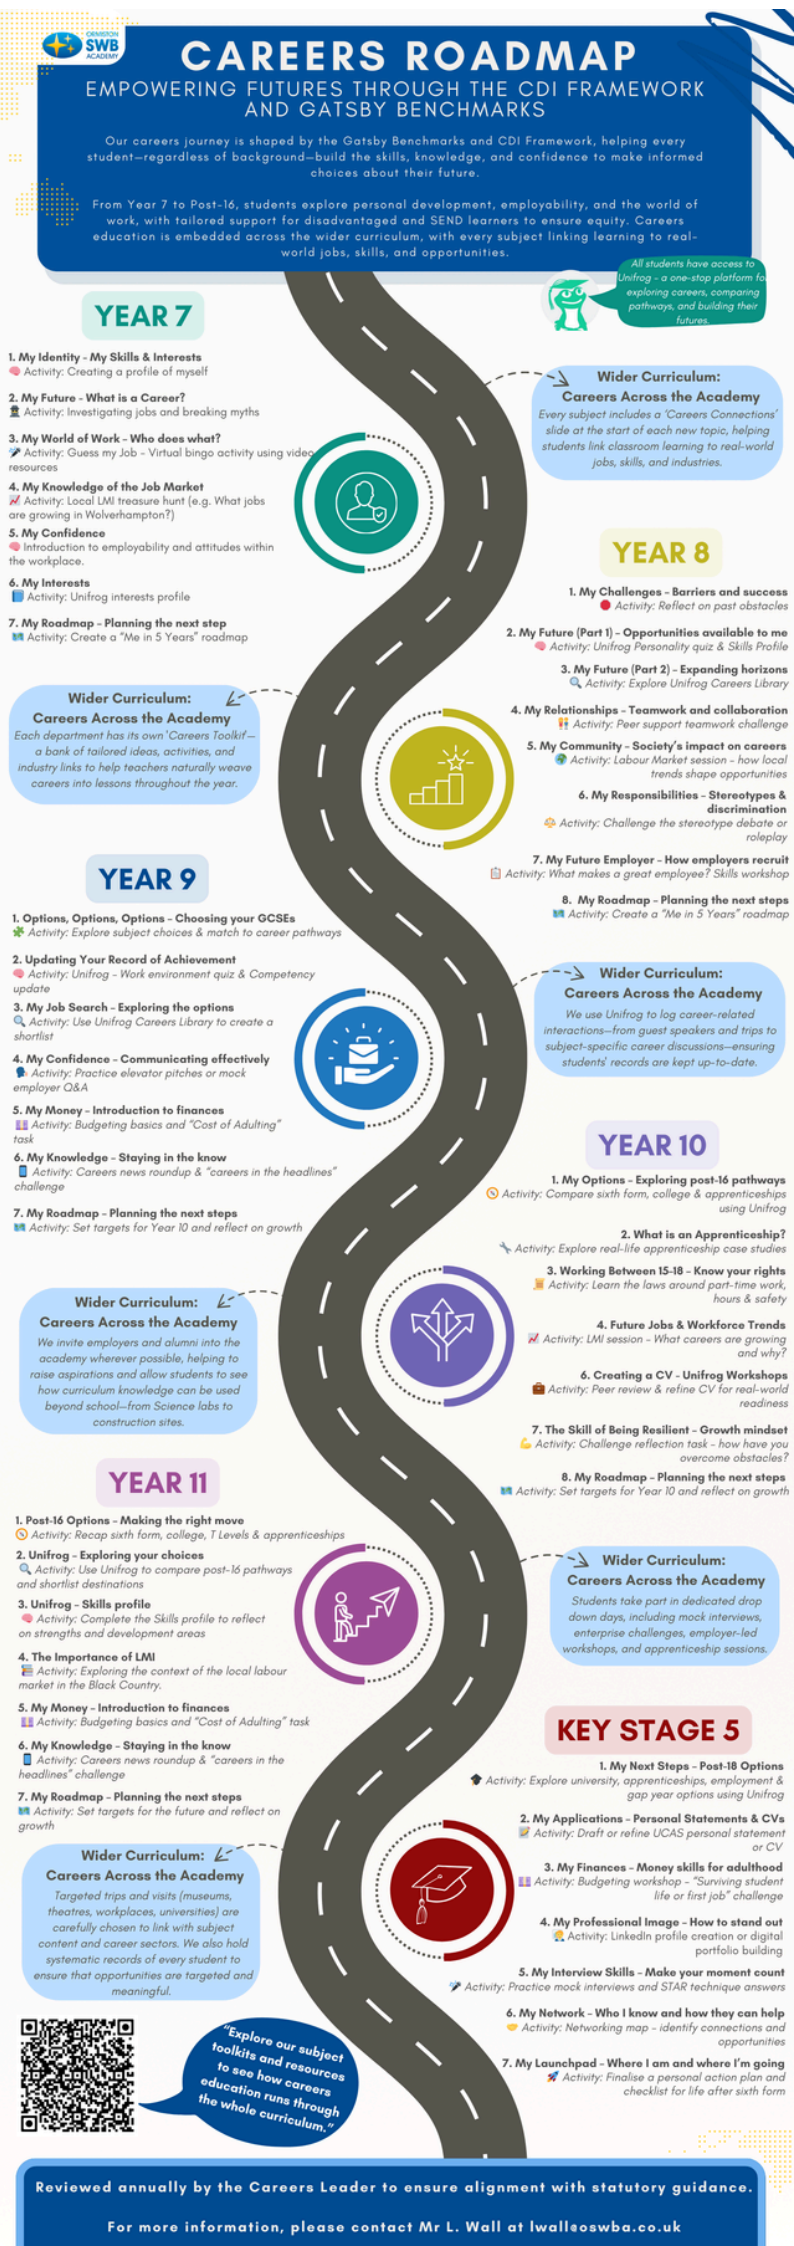 ORMISTON
SWB
ACADEMY
CAREERS ROADMAP
EMPOWERING FUTURES THROUGH THE CDI FRAMEWORK
AND GATSBY BENCHMARKS
Our careers journey is shaped by the Gatsby Benchmarks and CDI Framework, helping every
student—regardless of background—build the skills, knowledge, and confidence to make informed
choices about their future.
From Year 7 to Post-16, students explore personal development, employability, and the world of
work, with tailored support for disadvantaged and SEND learners to ensure equity. Careers
education is embedded across the wider curriculum, with every subject linking learning to real-
world jobs, skills, and opportunities.
All students have access to
Unifrog - a one-stop platform for
exploring careers, comparing
pathways, and building their
futures.
YEAR 7
1. My Identity - My Skills & Interests
Activity: Creating a profile of myself
2. My Future - What is a Career?
Activity: Investigating jobs and breaking myths
3. My World of Work - Who does what?
Activity: Guess my Job - Virtual bingo activity using video
resources
4. My Knowledge of the Job Market
Activity: Local LMI treasure hunt (e.g. What jobs
are growing in Wolverhampton?)
5. My Confidence
Introduction to employability and attitudes within
the workplace.
6. My Interests
Activity: Unifrog interests profile
7. My Roadmap - Planning the next step
Activity: Create a "Me in 5 Years" roadmap
Wider Curriculum:
Careers Across the Academy
Every subject includes a 'Careers Connections'
slide at the start of each new topic, helping
students link classroom learning to real-world
jobs, skills, and industries.
YEAR 8
1. My Challenges - Barriers and success
Activity: Reflect on past obstacles
2. My Future (Part 1) - Opportunities available to me
Activity: Unifrog Personality quiz & Skills Profile
3. My Future (Part 2) - Expanding horizons
Activity: Explore Unifrog Careers Library
4. My Relationships - Teamwork and collaboration
Activity: Peer support teamwork challenge
5. My Community - Society's impact on careers
Activity: Labour Market session - how local
trends shape opportunities
6. My Responsibilities - Stereotypes &
discrimination
Activity: Challenge the stereotype debate or
roleplay
7. My Future Employer - How employers recruit
Activity: What makes a great employee? Skills workshop
8. My Roadmap - Planning the next steps
Activity: Create a "Me in 5 Years" roadmap
Wider Curriculum:
Careers Across the Academy
Each department has its own 'Careers Toolkit'—
a bank of tailored ideas, activities, and
industry links to help teachers naturally weave
careers into lessons throughout the year.
YEAR 9
1. Options, Options, Options - Choosing your GCSEs
Activity: Explore subject choices & match to career pathways
2. Updating Your Record of Achievement
Activity: Unifrog - Work environment quiz & Competency
update
3. My Job Search - Exploring the options
Activity: Use Unifrog Careers Library to create a
shortlist
4. My Confidence - Communicating effectively
Activity: Practice elevator pitches or mock
employer Q&A
5. My Money - Introduction to finances
Activity: Budgeting basics and "Cost of Adulting"
task
6. My Knowledge - Staying in the know
Activity: Careers news roundup & "careers in the headlines"
challenge
7. My Roadmap - Planning the next steps
Activity: Set targets for Year 10 and reflect on growth
Wider Curriculum:
Careers Across the Academy
We use Unifrog to log career-related
interactions—from guest speakers and trips to
subject-specific career discussions—ensuring
students' records are kept up-to-date.
YEAR 10
1. My Options - Exploring post-16 pathways
Activity: Compare sixth form, college & apprenticeships
using Unifrog
2. What is an Apprenticeship?
Activity: Explore real-life apprenticeship case studies
3. Working Between 15-18 - Know your rights
Activity: Learn the laws around part-time work,
hours & safety
4. Future Jobs & Workforce Trends
Activity: LMI session - What careers are growing
and why?
6. Creating a CV - Unifrog Workshops
Activity: Peer review & refine CV for real-world
readiness
7. The Skill of Being Resilient - Growth mindset
Activity: Challenge reflection task - how have you
overcome obstacles?
8. My Roadmap - Planning the next steps
Activity: Set targets for Year 10 and reflect on growth
Wider Curriculum:
Careers Across the Academy
We invite employers and alumni into the
academy wherever possible, helping to
raise aspirations and allow students to see
how curriculum knowledge can be used
beyond school—from Science labs to
construction sites.
YEAR 11
1. Post-16 Options - Making the right move
Activity: Recap sixth form, college, T Levels & apprenticeships
2. Unifrog - Exploring your choices
Activity: Use Unifrog to compare post-16 pathways
and shortlist destinations
3. Unifrog - Skills profile
Activity: Complete the Skills profile to reflect
on strengths and development areas
4. The Importance of LMI
Activity: Exploring the context of the local labour
market in the Black Country.
5. My Money - Introduction to finances
Activity: Budgeting basics and "Cost of Adulting" task
6. My Knowledge - Staying in the know
Activity: Careers news roundup & "careers in the
headlines" challenge
7. My Roadmap - Planning the next steps
Activity: Set targets for the future and reflect on
growth
Wider Curriculum:
Careers Across the Academy
Students take part in dedicated drop
down days, including mock interviews,
enterprise challenges, employer-led
workshops, and apprenticeship sessions.
KEY STAGE 5
1. My Next Steps - Post-18 Options
Activity: Explore university, apprenticeships, employment &
gap year options using Unifrog
2. My Applications - Personal Statements & CVs
Activity: Draft or refine UCAS personal statement
or CV
3. My Finances - Money skills for adulthood
Activity: Budgeting workshop - "Surviving student
life or first job" challenge
4. My Professional Image - How to stand out
Activity: LinkedIn profile creation or digital
portfolio building
5. My Interview Skills - Make your moment count
Activity: Practice mock interviews and STAR technique answers
6. My Network - Who I know and how they can help
Activity: Networking map - identify connections and
opportunities
7. My Launchpad - Where I am and where I'm going
Activity: Finalise a personal action plan and
checklist for life after sixth form
Wider Curriculum:
Careers Across the Academy
Targeted trips and visits (museums,
theatres, workplaces, universities) are
carefully chosen to link with subject
content and career sectors. We also hold
systematic records of every student to
ensure that opportunities are targeted and
meaningful.
"Explore our subject
toolkits and resources
to see how careers
education runs through
the whole curriculum."
Reviewed annually by the Careers Leader to ensure alignment with statutory guidance.
For more information, please contact Mr L. Wall at lwall@oswba.co.uk